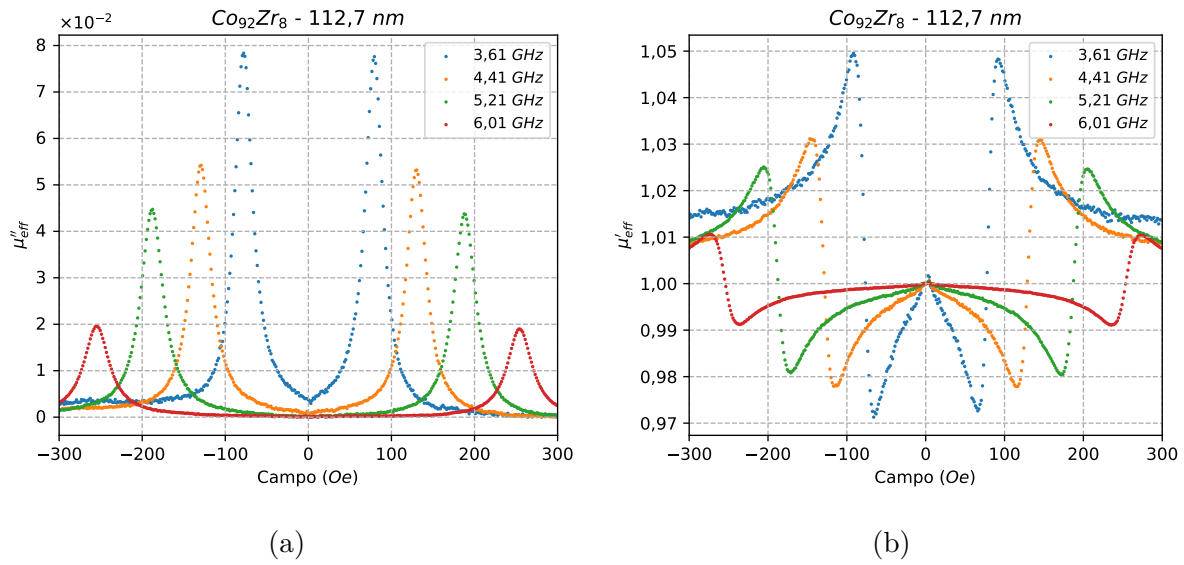 Co₉₂Zr₈ - 112,7 nm
×10⁻²
8
7
6
5
4
3
2
1
0
μ″eff
−300 −200 −100 0 100 200 300
Campo (Oe)
3,61 GHz
4,41 GHz
5,21 GHz
6,01 GHz
(a)
Co₉₂Zr₈ - 112,7 nm
1,05
1,04
1,03
1,02
1,01
1,00
0,99
0,98
0,97
μ′eff
−300 −200 −100 0 100 200 300
Campo (Oe)
3,61 GHz
4,41 GHz
5,21 GHz
6,01 GHz
(b)